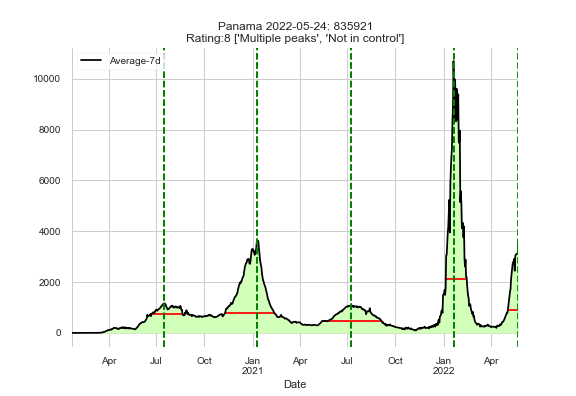 Panama 2022-05-24: 835921
Rating:8 ['Multiple peaks', 'Not in control']
Average-7d
10000
8000
6000
4000
2000
0
Apr Jul Oct Jan Apr Jul Oct Jan Apr
2021 2022
Date